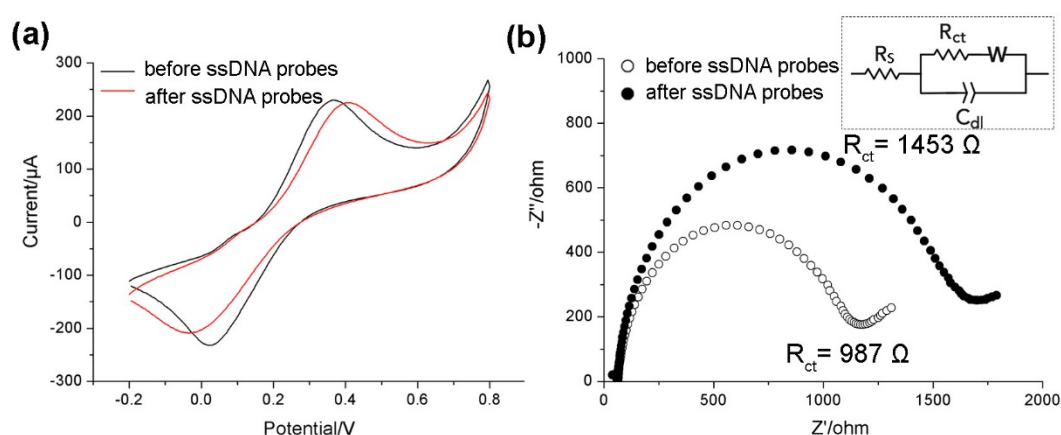 (a)
before ssDNA probes
after ssDNA probes
300
200
100
0
-100
-200
-300
Current/μA
-0.2 0.0 0.2 0.4 0.6 0.8
Potential/V
(b)
before ssDNA probes
after ssDNA probes
Rs
Rct
W
Cdl
Rct= 1453 Ω
Rct= 987 Ω
1000
800
600
400
200
0
-Z"/ohm
0 500 1000 1500 2000
Z'/ohm